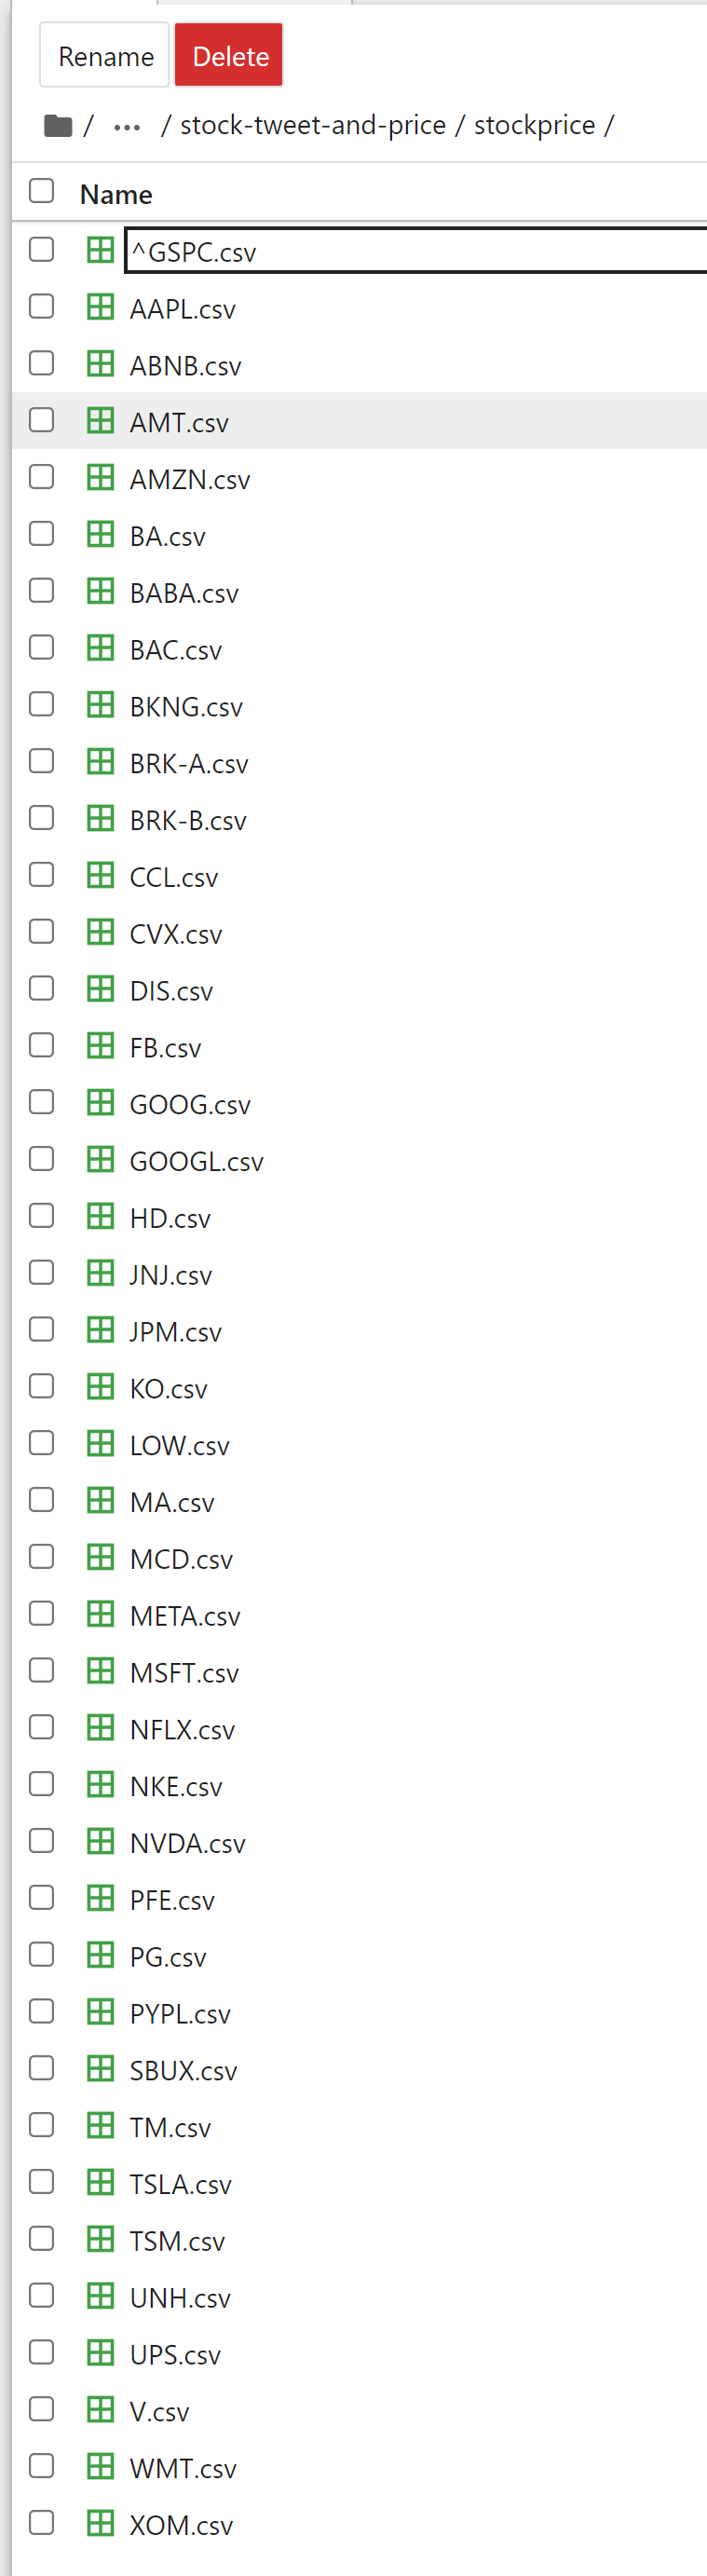 Rename Delete
/ ... / stock-tweet-and-price / stockprice /
Name
^GSPC.csv
AAPL.csv
ABNB.csv
AMT.csv
AMZN.csv
BA.csv
BABA.csv
BAC.csv
BKNG.csv
BRK-A.csv
BRK-B.csv
CCL.csv
CVX.csv
DIS.csv
FB.csv
GOOG.csv
GOOGL.csv
HD.csv
JNJ.csv
JPM.csv
KO.csv
LOW.csv
MA.csv
MCD.csv
META.csv
MSFT.csv
NFLX.csv
NKE.csv
NVDA.csv
PFE.csv
PG.csv
PYPL.csv
SBUX.csv
TM.csv
TSLA.csv
TSM.csv
UNH.csv
UPS.csv
V.csv
WMT.csv
XOM.csv